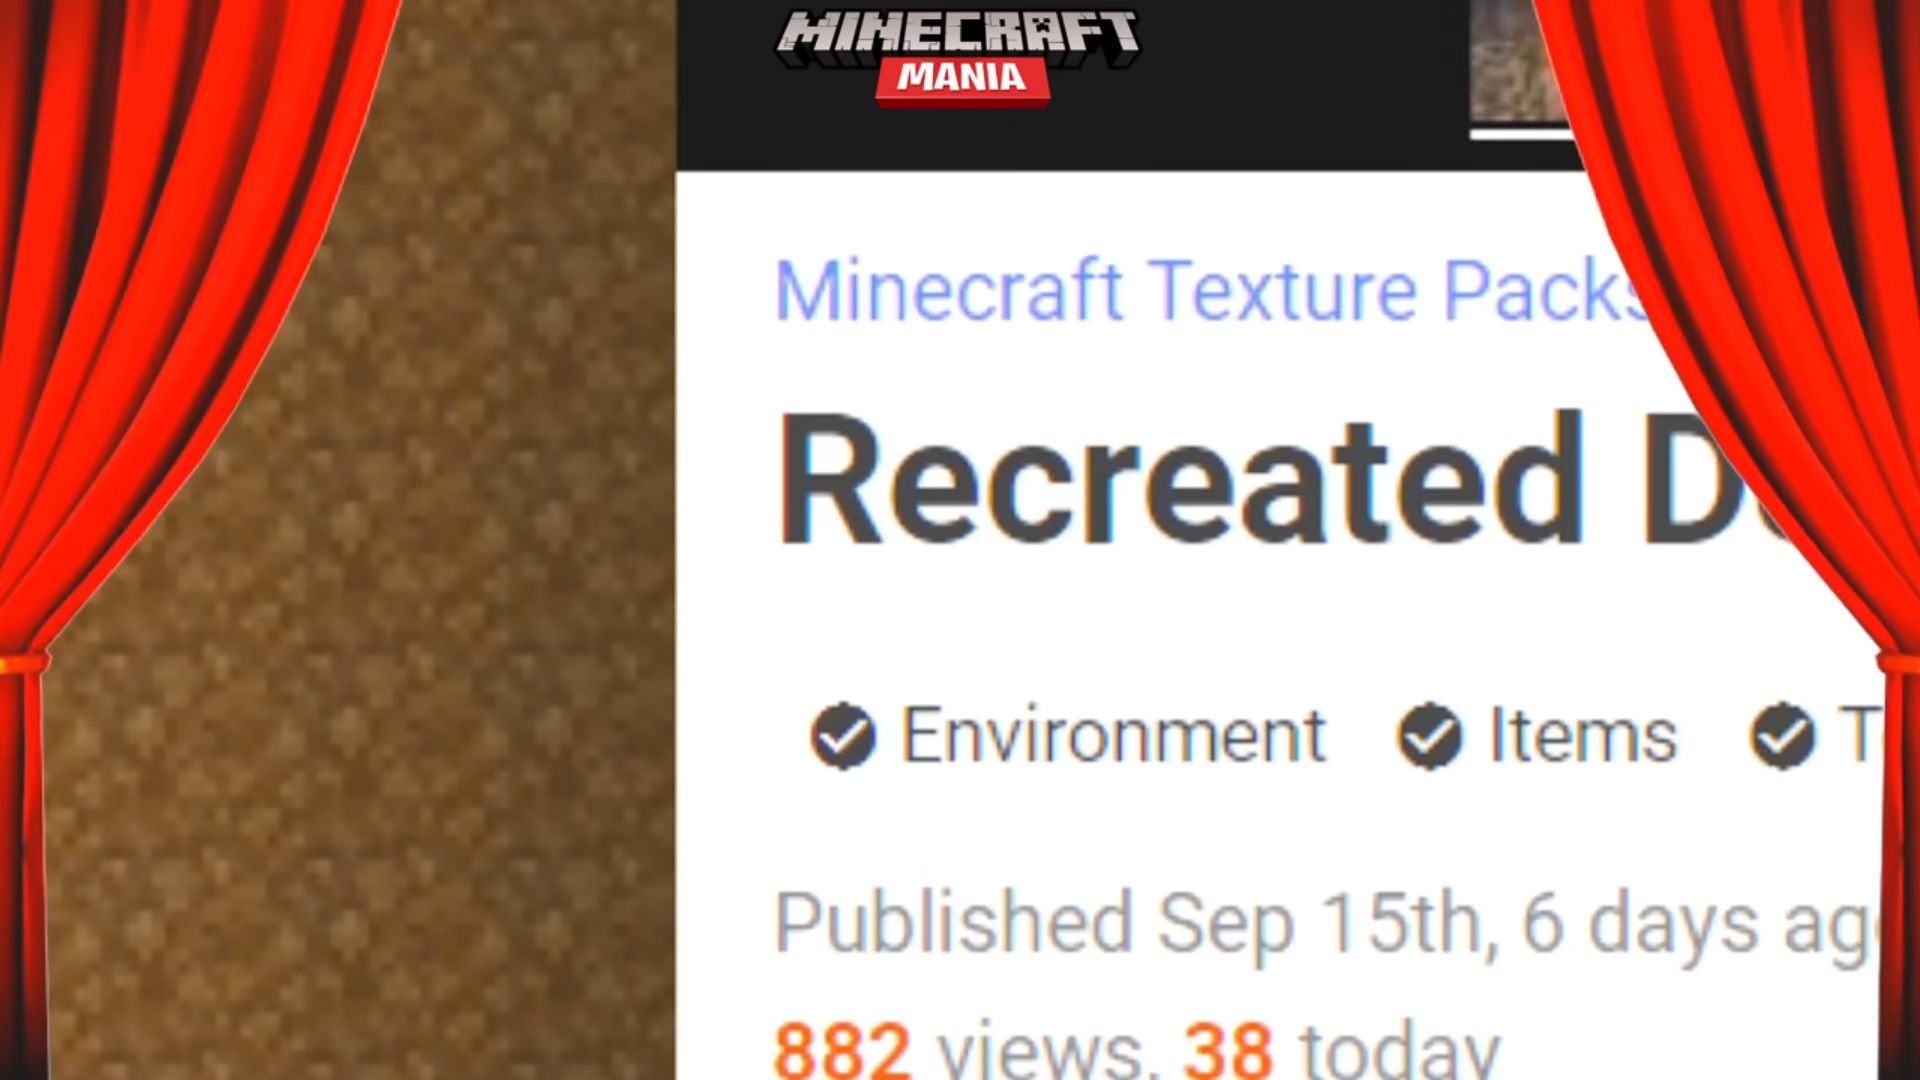 MINECRAFT
MANIA
Minecraft Texture Packs
Recreated
Environment Items
Published Sep 15th, 6 days
882 views, 38 today